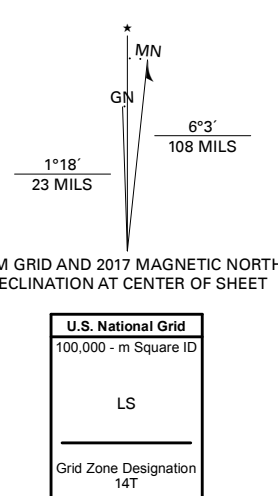 ★
MN
GN
6°3´
108 MILS
1°18´
23 MILS
M GRID AND 2017 MAGNETIC NORTH
ECLINATION AT CENTER OF SHEET
U.S. National Grid
100,000 - m Square ID
LS
Grid Zone Designation
14T